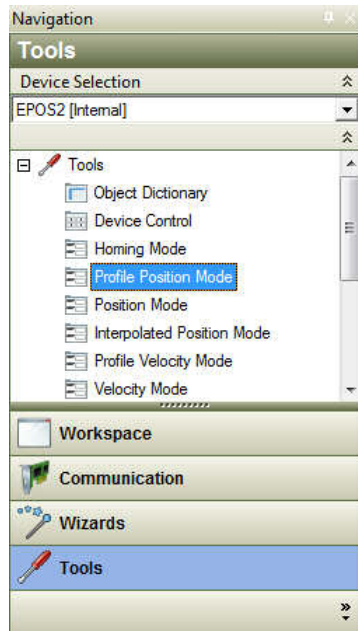 Navigation
Tools
Device Selection
EPOS2 [Internal]
Tools
Object Dictionary
Device Control
Homing Mode
Profile Position Mode
Position Mode
Interpolated Position Mode
Profile Velocity Mode
Velocity Mode
Workspace
Communication
Wizards
Tools